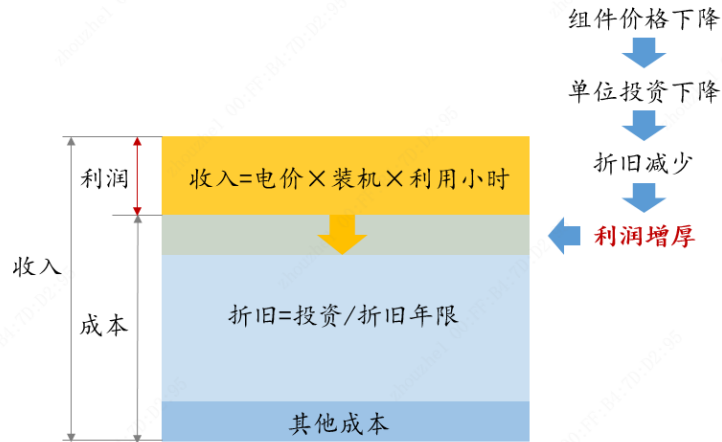 组件价格下降
单位投资下降
折旧减少
利润增厚
利润
收入=电价×装机×利用小时
收入
成本
折旧=投资/折旧年限
其他成本